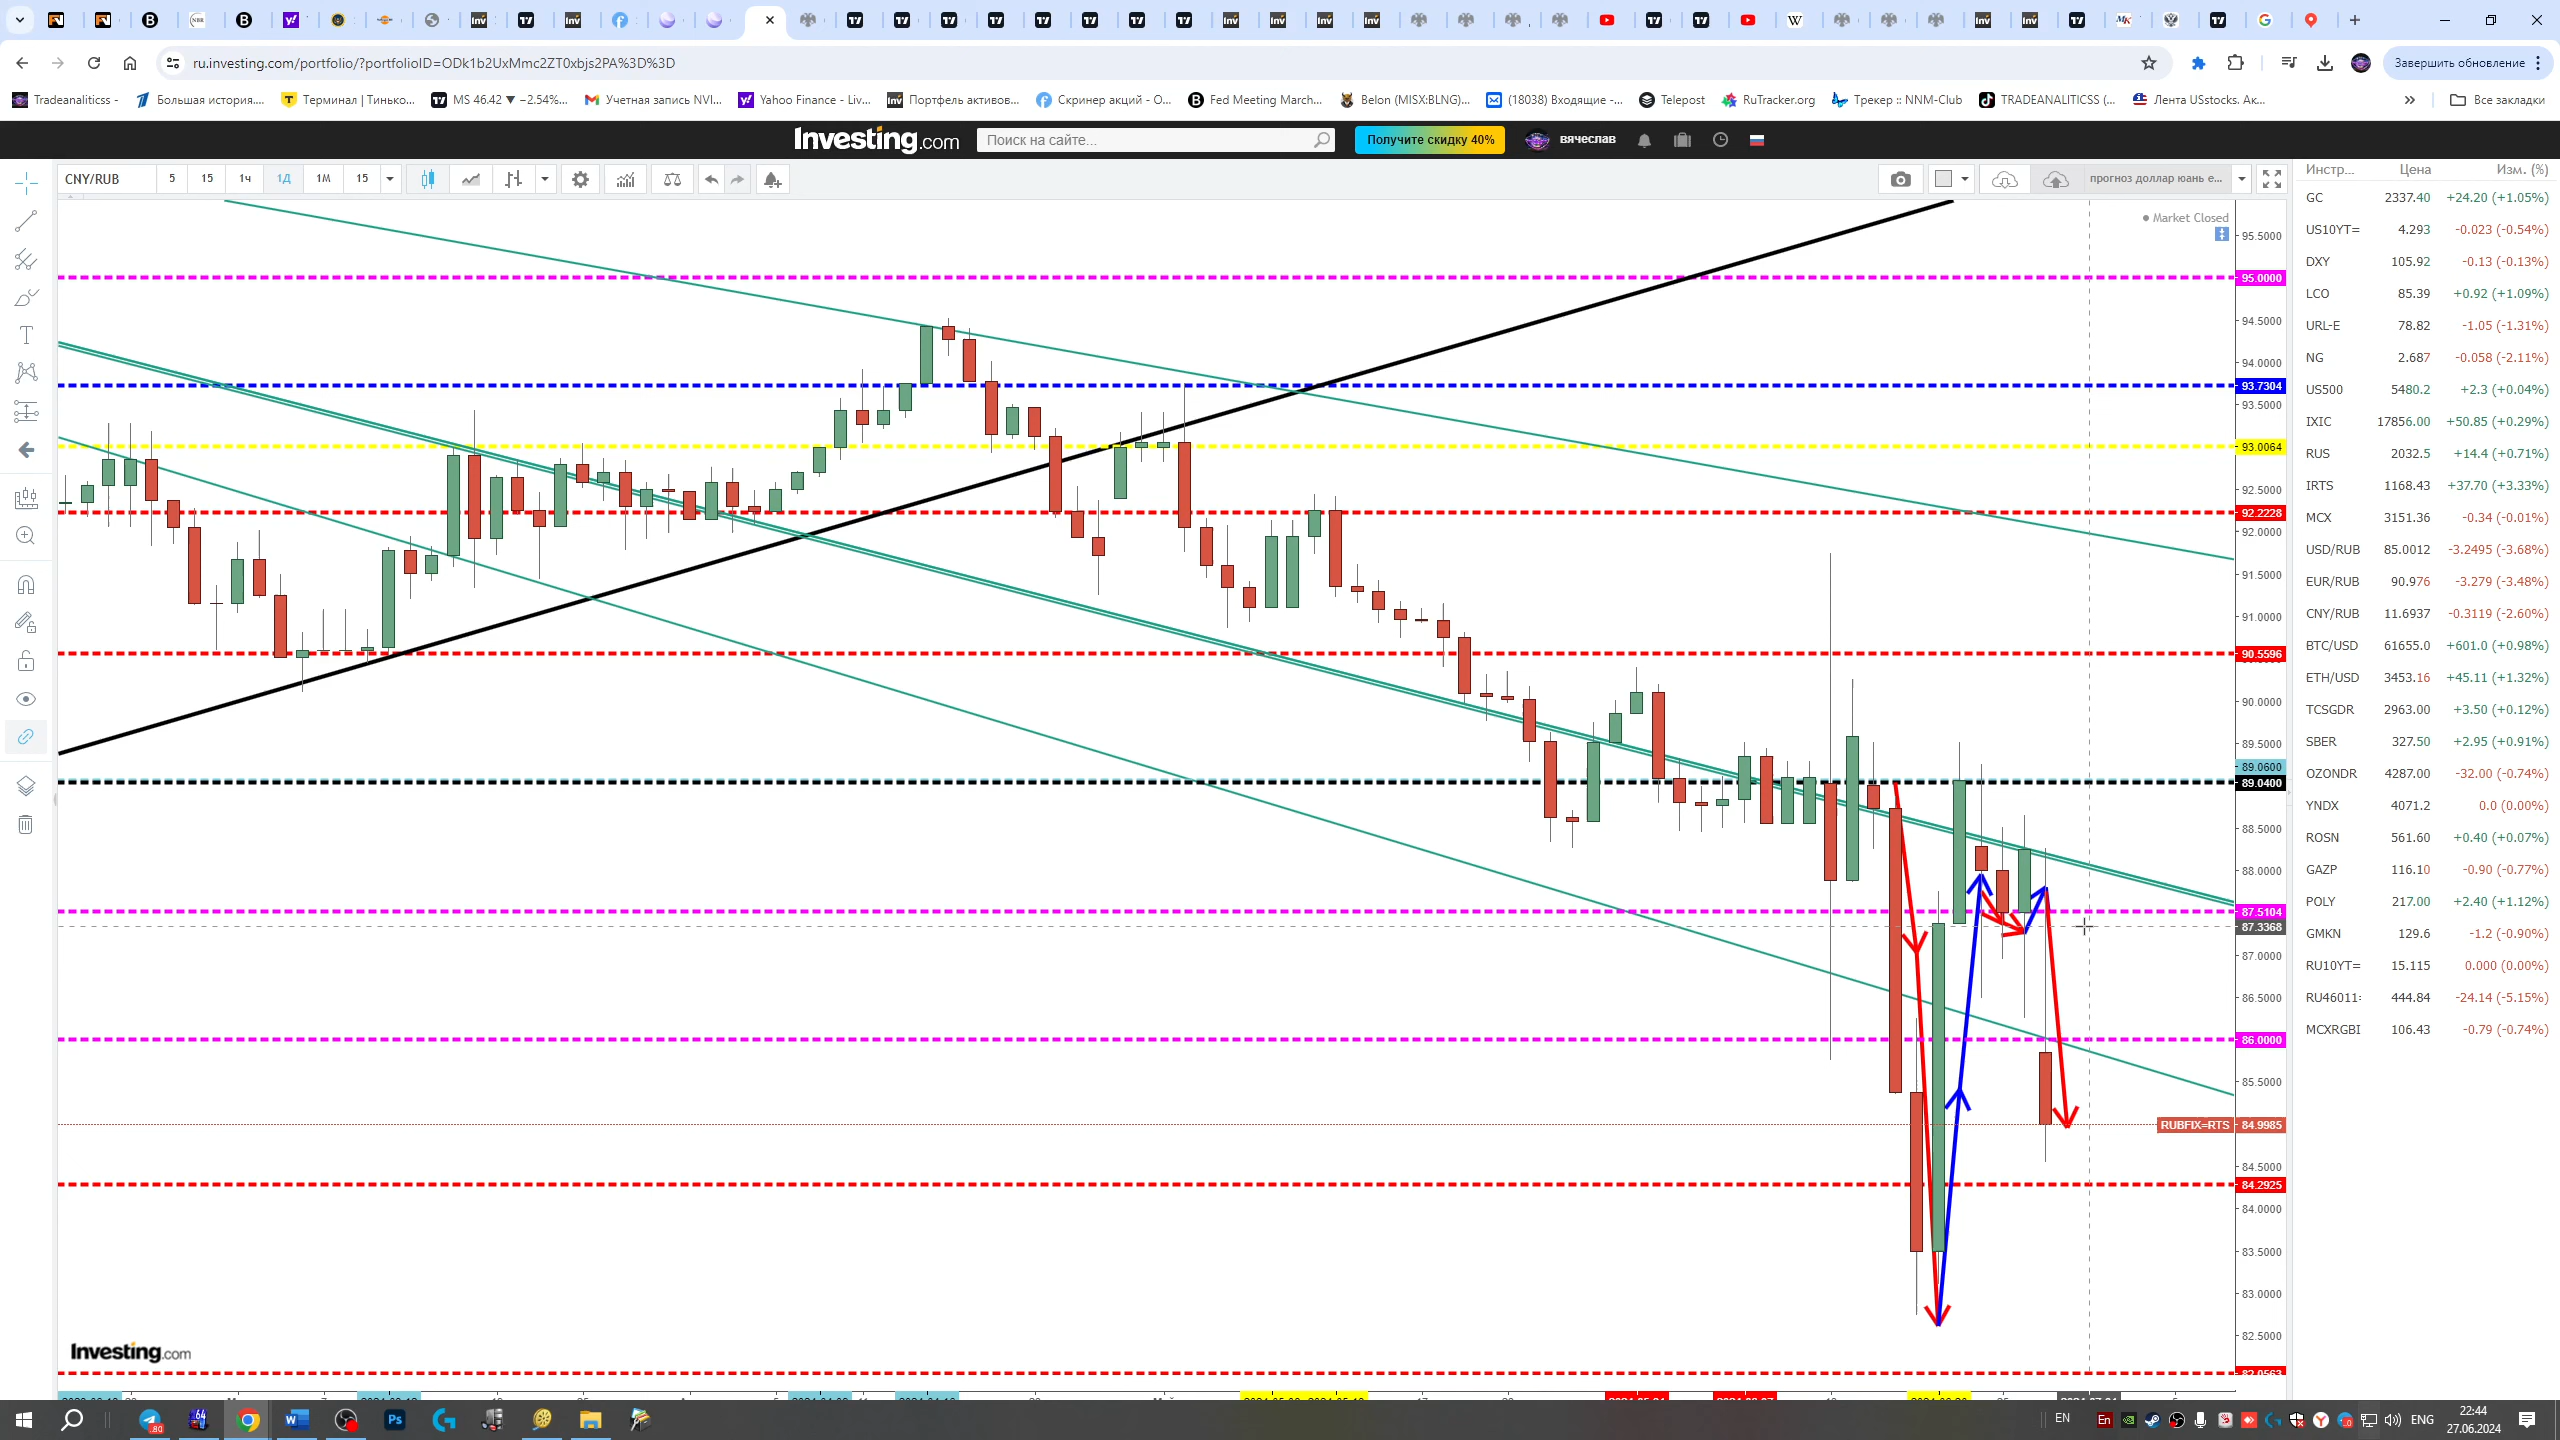 ru.investing.com/portfolio/?portfolioID=ODk1b2UxMmc2ZT0xbjs2PA%3D%3D
Завершить обновление
Tradeanaliticss -
Большая история....
Терминал | Тинько...
MS 46.42 ▼ −2.54%...
Учетная запись NVI...
Yahoo Finance - Liv...
Портфель активов...
Скринер акций - О...
Fed Meeting March...
Belon (MISX:BLNG)...
(18038) Входящие -...
Telepost
RuTracker.org
Трекер :: NNM-Club
TRADEANALITICSS (...
Лента USstocks. Ак...
Все закладки
Investing.com
Поиск на сайте...
Получите скидку 40%
вячеслав
CNY/RUB 5 15 1ч 1Д 1М 15
прогноз доллар юань е...
Market Closed
95.5000
95.0000
94.5000
94.0000
93.7304
93.5000
93.0064
92.5000
92.2228
92.0000
91.5000
91.0000
90.5596
90.0000
89.5000
89.0600
89.0400
88.5000
88.0000
87.5104
87.3368
87.0000
86.5000
86.0000
85.5000
RUBFIX=RTS 84.9985
84.5000
84.2925
84.0000
83.5000
83.0000
82.5000
82.0563
Investing.com
Инстр... Цена Изм. (%)
GC 2337.40 +24.20 (+1.05%)
US10YT= 4.293 -0.023 (-0.54%)
DXY 105.92 -0.13 (-0.13%)
LCO 85.39 +0.92 (+1.09%)
URL-E 78.82 -1.05 (-1.31%)
NG 2.687 -0.058 (-2.11%)
US500 5480.2 +2.3 (+0.04%)
IXIC 17856.00 +50.85 (+0.29%)
RUS 2032.5 +14.4 (+0.71%)
IRTS 1168.43 +37.70 (+3.33%)
MCX 3151.36 -0.34 (-0.01%)
USD/RUB 85.0012 -3.2495 (-3.68%)
EUR/RUB 90.976 -3.279 (-3.48%)
CNY/RUB 11.6937 -0.3119 (-2.60%)
BTC/USD 61655.0 +601.0 (+0.98%)
ETH/USD 3453.16 +45.11 (+1.32%)
TCSGDR 2963.00 +3.50 (+0.12%)
SBER 327.50 +2.95 (+0.91%)
OZONDR 4287.00 -32.00 (-0.74%)
YNDX 4071.2 0.0 (0.00%)
ROSN 561.60 +0.40 (+0.07%)
GAZP 116.10 -0.90 (-0.77%)
POLY 217.00 +2.40 (+1.12%)
GMKN 129.6 -1.2 (-0.90%)
RU10YT= 15.115 0.000 (0.00%)
RU46011: 444.84 -24.14 (-5.15%)
MCXRGBI 106.43 -0.79 (-0.74%)
EN
ENG
22:44
27.06.2024